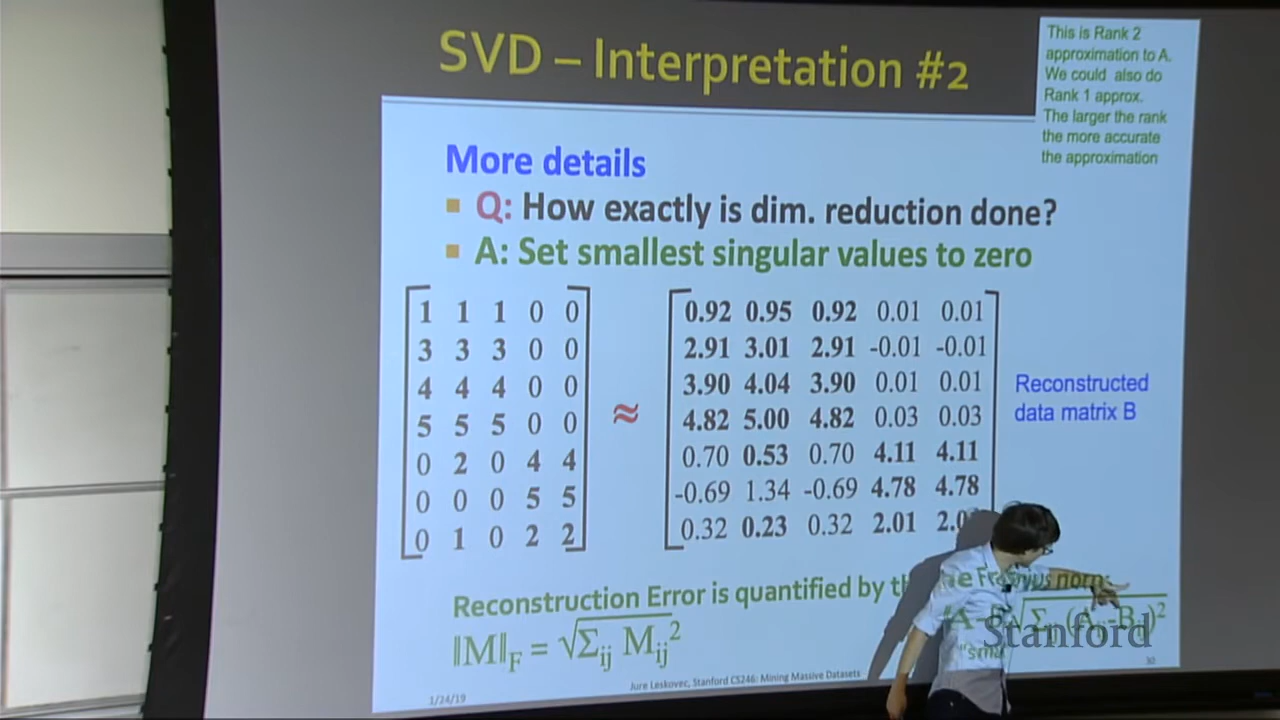 SVD – Interpretation #2
This is Rank 2
approximation to A.
We could also do
Rank 1 approx.
The larger the rank
the more accurate
the approximation
More details
Q: How exactly is dim. reduction done?
A: Set smallest singular values to zero
1 1 1 0 0
3 3 3 0 0
4 4 4 0 0
5 5 5 0 0
0 2 0 4 4
0 0 0 5 5
0 1 0 2 2
≈
0.92 0.95 0.92 0.01 0.01
2.91 3.01 2.91 -0.01 -0.01
3.90 4.04 3.90 0.01 0.01
4.82 5.00 4.82 0.03 0.03
0.70 0.53 0.70 4.11 4.11
-0.69 1.34 -0.69 4.78 4.78
0.32 0.23 0.32 2.01
Reconstructed
data matrix B
Reconstruction Error is quantified by
norm:
‖M‖F = √Σij Mij²
Stanford
Jure Leskovec, Stanford CS246: Mining Massive Datasets
1/24/19
30